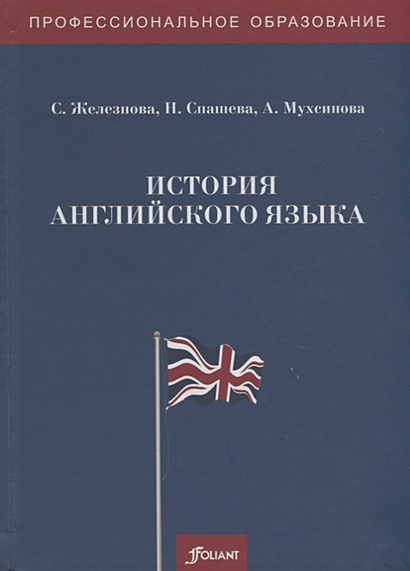 ПРОФЕССИОНАЛЬНОЕ ОБРАЗОВАНИЕ
С. Железнова, Н. Спашева, А. Мухсинова
ИСТОРИЯ
АНГЛИЙСКОГО ЯЗЫКА
FOLIANT